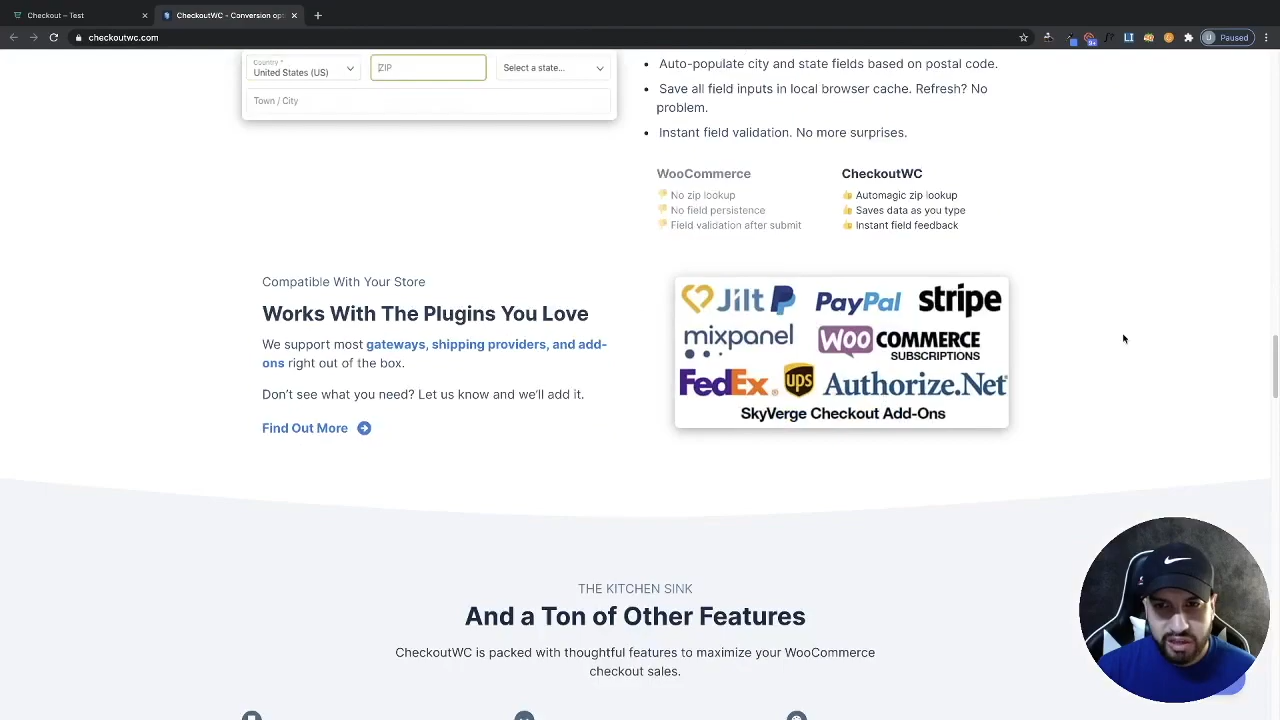 Checkout – Test
CheckoutWC - Conversion opt
checkoutwc.com
9+
Paused
Country *
United States (US)
ZIP
Select a state...
Town / City
Auto-populate city and state fields based on postal code.
Save all field inputs in local browser cache. Refresh? No
problem.
Instant field validation. No more surprises.
WooCommerce
CheckoutWC
No zip lookup
Automagic zip lookup
No field persistence
Saves data as you type
Field validation after submit
Instant field feedback
Compatible With Your Store
Works With The Plugins You Love
We support most gateways, shipping providers, and add-
ons right out of the box.
Don't see what you need? Let us know and we'll add it.
Find Out More
Jilt PayPal stripe
mixpanel WOO COMMERCE
SUBSCRIPTIONS
FedEx® ups Authorize.Net
SkyVerge Checkout Add-Ons
THE KITCHEN SINK
And a Ton of Other Features
CheckoutWC is packed with thoughtful features to maximize your WooCommerce
checkout sales.